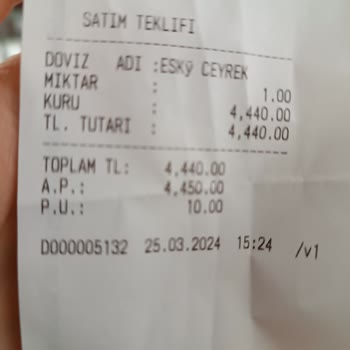 SATIM TEKLIFI
DOVIZ ADI :ESKY CEYREK
MIKTAR : 1.00
KURU : 4,440.00
TL. TUTARI : 4,440.00
TOPLAM TL: 4,440.00
A.P.: 4,450.00
P.U.: 10.00
D000005132 25.03.2024 15:24 /v1